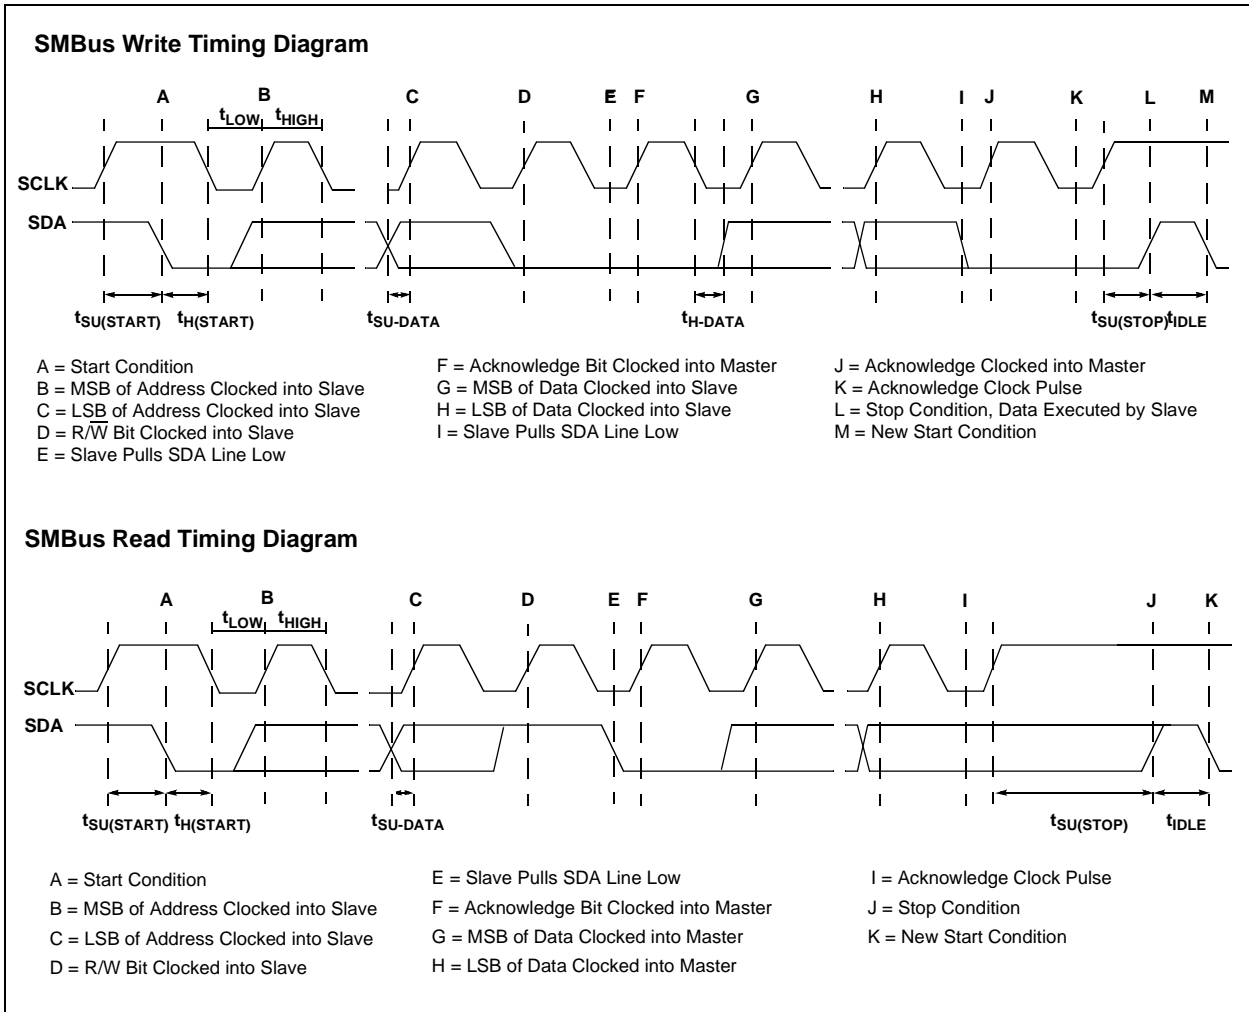 SMBus Write Timing Diagram
A B C D E F G H I J K L M
tLOW tHIGH
SCLK
SDA
tSU(START) tH(START) tSU-DATA tH-DATA tSU(STOP) tIDLE
A = Start Condition
B = MSB of Address Clocked into Slave
C = LSB of Address Clocked into Slave
D = R/W̅ Bit Clocked into Slave
E = Slave Pulls SDA Line Low
F = Acknowledge Bit Clocked into Master
G = MSB of Data Clocked into Slave
H = LSB of Data Clocked into Slave
I = Slave Pulls SDA Line Low
J = Acknowledge Clocked into Master
K = Acknowledge Clock Pulse
L = Stop Condition, Data Executed by Slave
M = New Start Condition
SMBus Read Timing Diagram
A B C D E F G H I J K
tLOW tHIGH
SCLK
SDA
tSU(START) tH(START) tSU-DATA tSU(STOP) tIDLE
A = Start Condition
B = MSB of Address Clocked into Slave
C = LSB of Address Clocked into Slave
D = R/W Bit Clocked into Slave
E = Slave Pulls SDA Line Low
F = Acknowledge Bit Clocked into Master
G = MSB of Data Clocked into Master
H = LSB of Data Clocked into Master
I = Acknowledge Clock Pulse
J = Stop Condition
K = New Start Condition